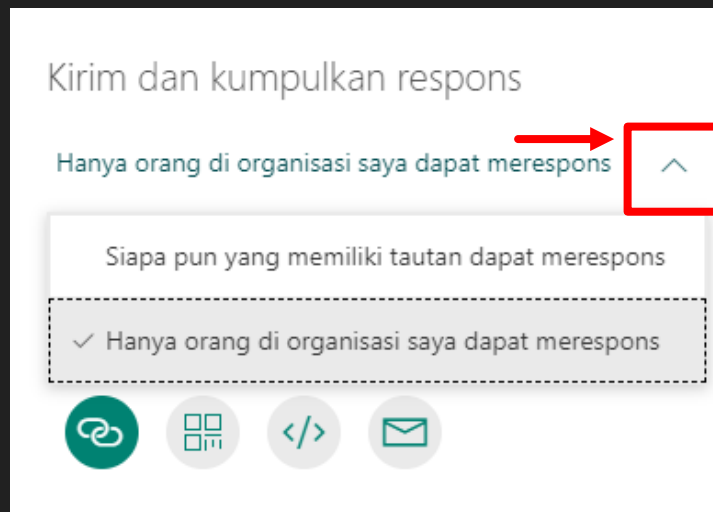 Kirim dan kumpulkan respons
Hanya orang di organisasi saya dapat merespons
Siapa pun yang memiliki tautan dapat merespons
Hanya orang di organisasi saya dapat merespons